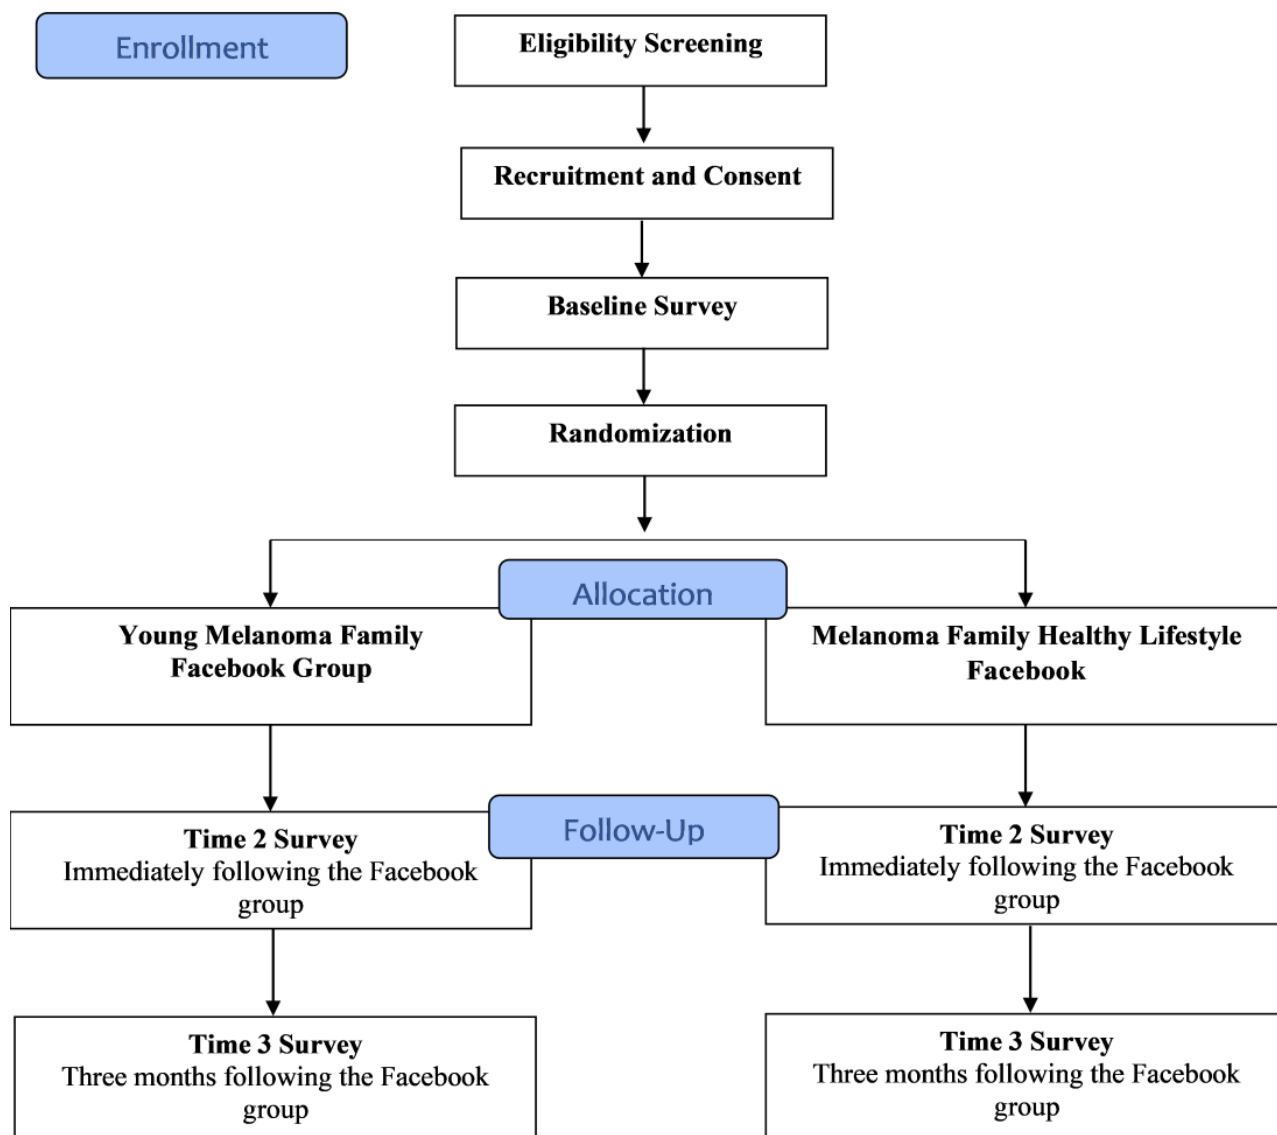 Enrollment
Eligibility Screening
Recruitment and Consent
Baseline Survey
Randomization
Allocation
Young Melanoma Family
Facebook Group
Melanoma Family Healthy Lifestyle
Facebook
Follow-Up
Time 2 Survey
Immediately following the Facebook
group
Time 2 Survey
Immediately following the Facebook
group
Time 3 Survey
Three months following the Facebook
group
Time 3 Survey
Three months following the Facebook
group